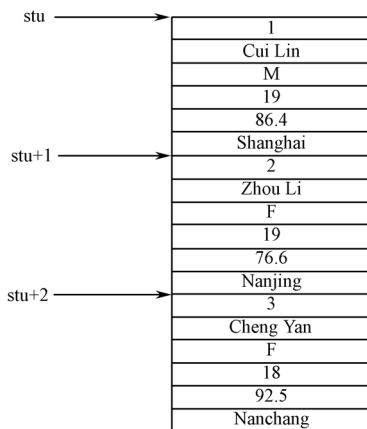 stu
1
Cui Lin
M
19
86.4
Shanghai
stu+1
2
Zhou Li
F
19
76.6
Nanjing
stu+2
3
Cheng Yan
F
18
92.5
Nanchang